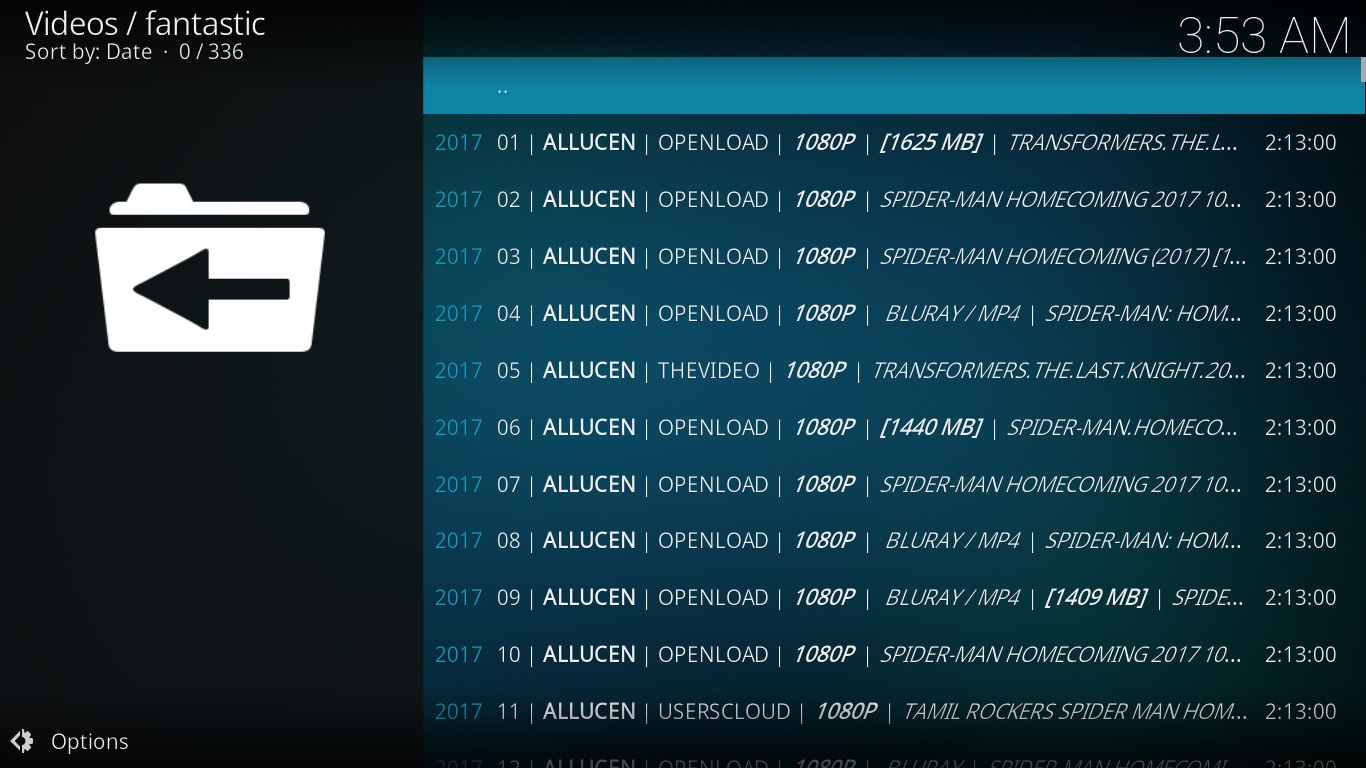 Videos / fantastic
Sort by: Date · 0 / 336
3:53 AM
..
2017 01 | ALLUCEN | OPENLOAD | 1080P | [1625 MB] | TRANSFORMERS.THE.L... 2:13:00
2017 02 | ALLUCEN | OPENLOAD | 1080P | SPIDER-MAN HOMECOMING 2017 10... 2:13:00
2017 03 | ALLUCEN | OPENLOAD | 1080P | SPIDER-MAN HOMECOMING (2017) [1... 2:13:00
2017 04 | ALLUCEN | OPENLOAD | 1080P | BLURAY / MP4 | SPIDER-MAN: HOM... 2:13:00
2017 05 | ALLUCEN | THEVIDEO | 1080P | TRANSFORMERS.THE.LAST.KNIGHT.20... 2:13:00
2017 06 | ALLUCEN | OPENLOAD | 1080P | [1440 MB] | SPIDER-MAN.HOMECO... 2:13:00
2017 07 | ALLUCEN | OPENLOAD | 1080P | SPIDER-MAN HOMECOMING 2017 10... 2:13:00
2017 08 | ALLUCEN | OPENLOAD | 1080P | BLURAY / MP4 | SPIDER-MAN: HOM... 2:13:00
2017 09 | ALLUCEN | OPENLOAD | 1080P | BLURAY / MP4 | [1409 MB] | SPIDE... 2:13:00
2017 10 | ALLUCEN | OPENLOAD | 1080P | SPIDER-MAN HOMECOMING 2017 10... 2:13:00
2017 11 | ALLUCEN | USERSCLOUD | 1080P | TAMIL ROCKERS SPIDER MAN HOM... 2:13:00
Options